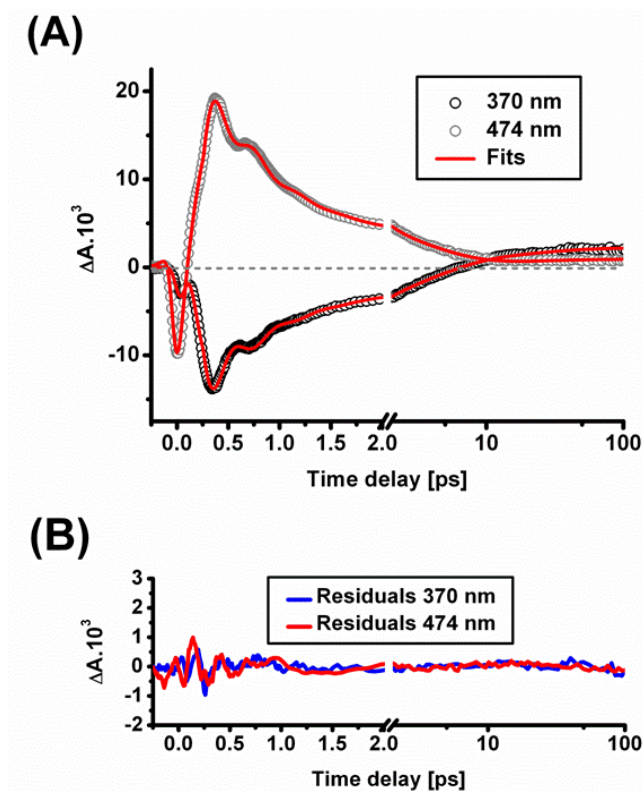 (A)
20
10
0
-10
ΔA.10³
370 nm
474 nm
Fits
0.0 0.5 1.0 1.5 2.0 10 100
Time delay [ps]
(B)
3
2
1
0
-1
-2
ΔA.10³
Residuals 370 nm
Residuals 474 nm
0.0 0.5 1.0 1.5 2.0 10 100
Time delay [ps]